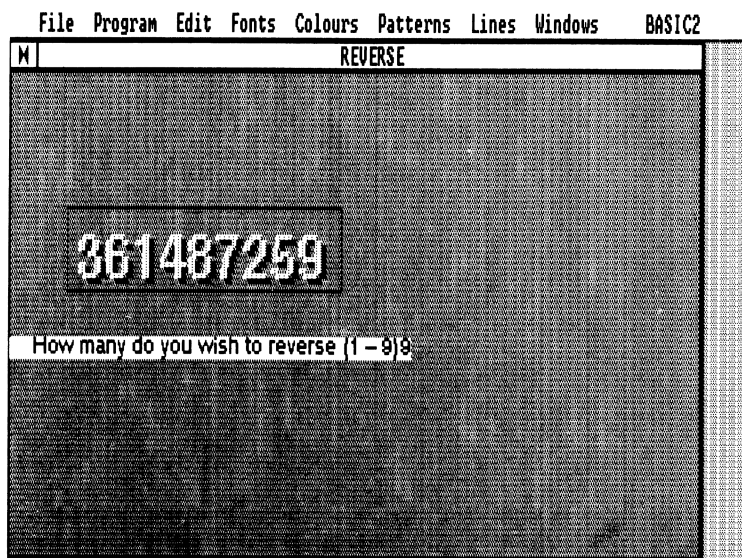 File Program Edit Fonts Colours Patterns Lines Windows BASIC2
REVERSE
361487259
How many do you wish to reverse (1 – 9)9